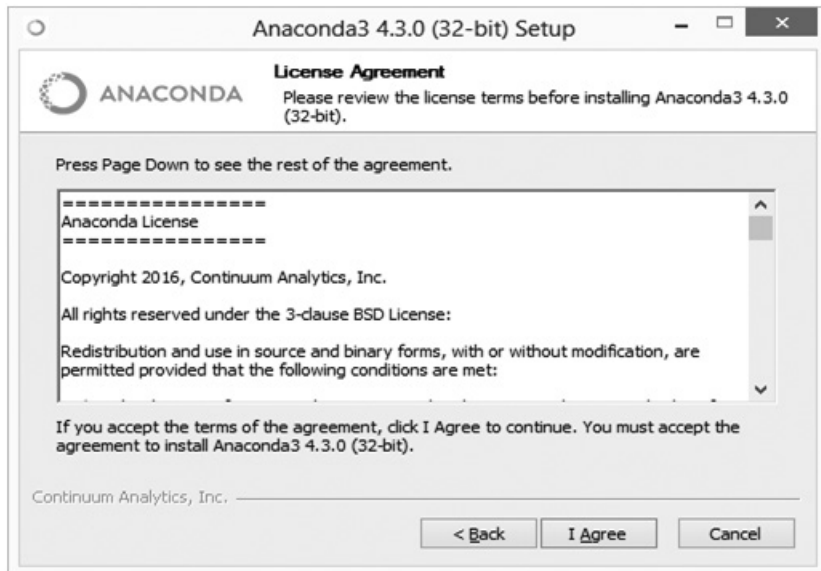 Anaconda3 4.3.0 (32-bit) Setup
ANACONDA
License Agreement
Please review the license terms before installing Anaconda3 4.3.0
(32-bit).
Press Page Down to see the rest of the agreement.
================
Anaconda License
================
Copyright 2016, Continuum Analytics, Inc.
All rights reserved under the 3-clause BSD License:
Redistribution and use in source and binary forms, with or without modification, are
permitted provided that the following conditions are met:
If you accept the terms of the agreement, click I Agree to continue. You must accept the
agreement to install Anaconda3 4.3.0 (32-bit).
Continuum Analytics, Inc.
< Back
I Agree
Cancel